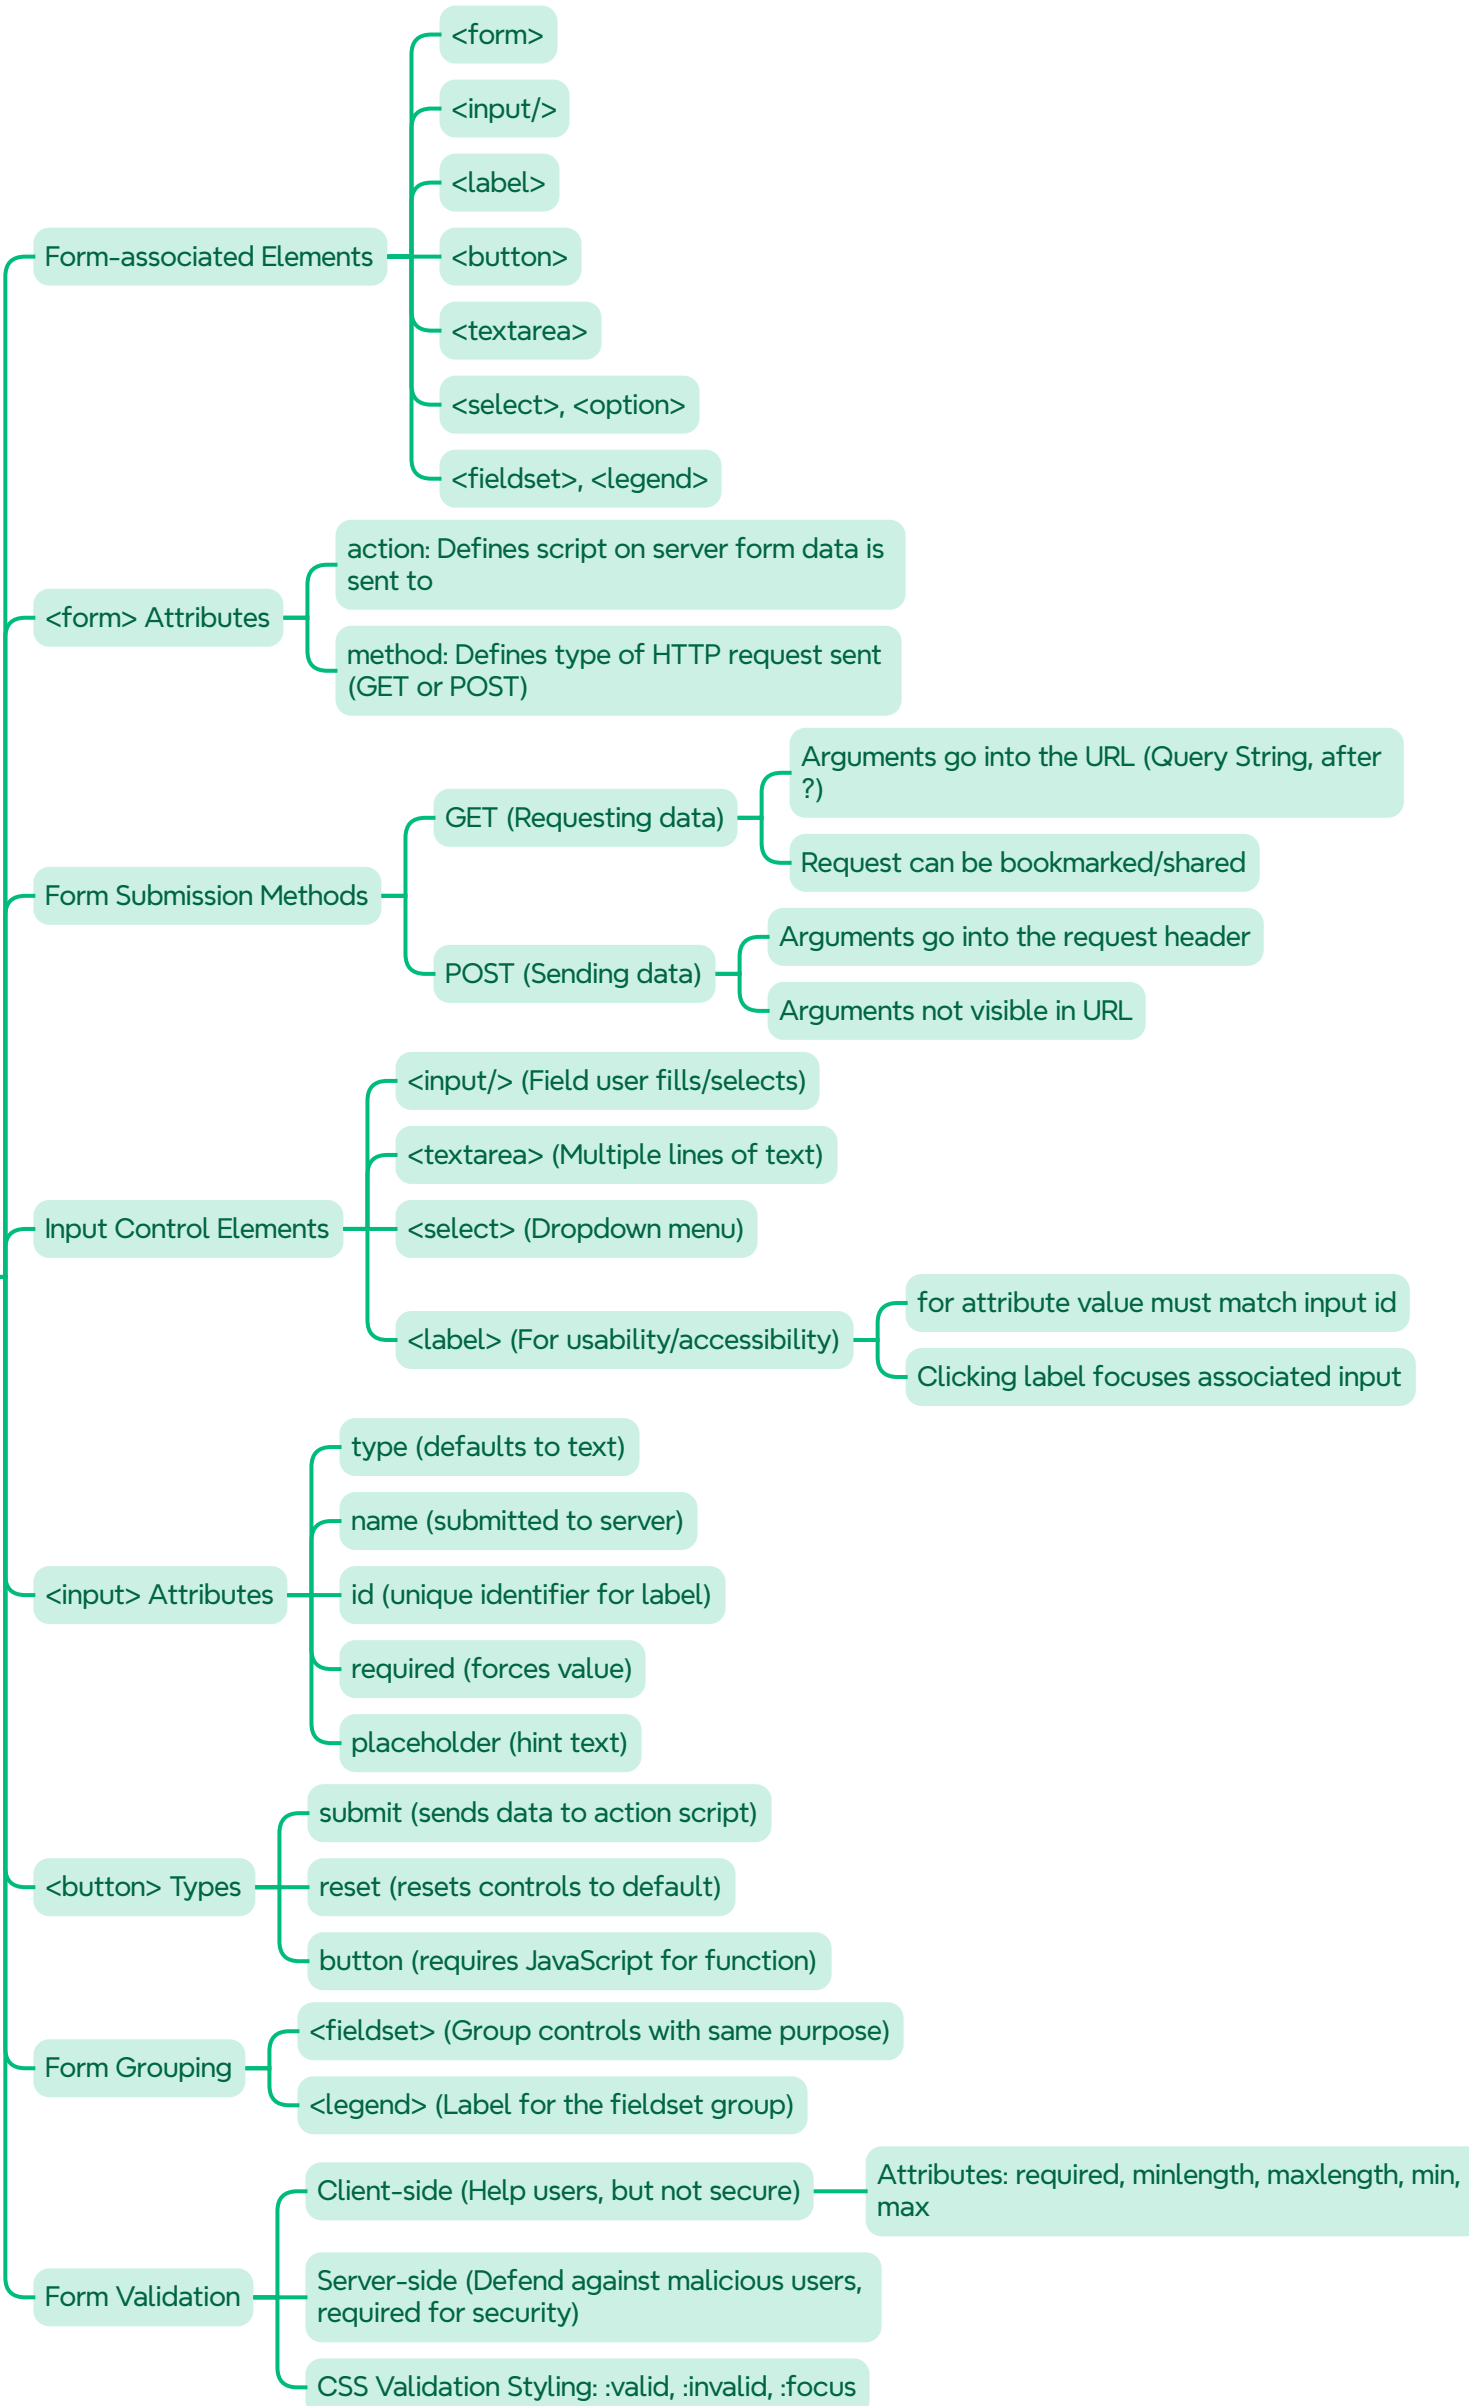 <form>
<input/>
<label>
Form-associated Elements
<button>
<textarea>
<select>, <option>
<fieldset>, <legend>
<form> Attributes
action: Defines script on server form data is
sent to
method: Defines type of HTTP request sent
(GET or POST)
Form Submission Methods
GET (Requesting data)
Arguments go into the URL (Query String, after
?)
Request can be bookmarked/shared
POST (Sending data)
Arguments go into the request header
Arguments not visible in URL
Input Control Elements
<input/> (Field user fills/selects)
<textarea> (Multiple lines of text)
<select> (Dropdown menu)
<label> (For usability/accessibility)
for attribute value must match input id
Clicking label focuses associated input
<input> Attributes
type (defaults to text)
name (submitted to server)
id (unique identifier for label)
required (forces value)
placeholder (hint text)
<button> Types
submit (sends data to action script)
reset (resets controls to default)
button (requires JavaScript for function)
Form Grouping
<fieldset> (Group controls with same purpose)
<legend> (Label for the fieldset group)
Form Validation
Client-side (Help users, but not secure)
Attributes: required, minlength, maxlength, min,
max
Server-side (Defend against malicious users,
required for security)
CSS Validation Styling: :valid, :invalid, :focus